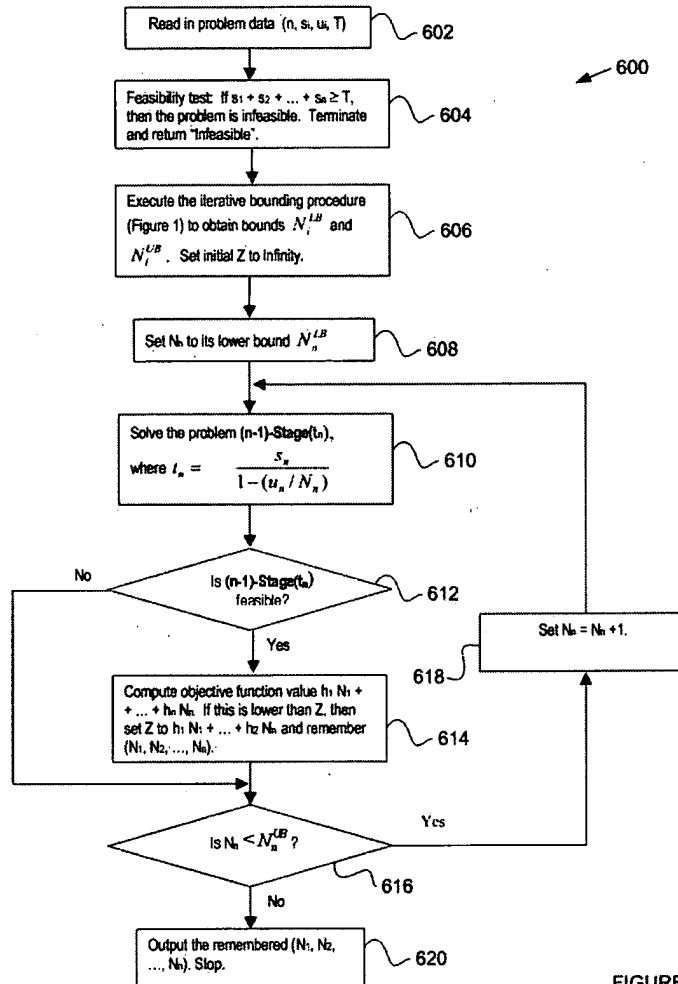 Read in problem data (n, sᵢ, uᵢ, T)
602
600
Feasibility test: If s₁ + s₂ + ... + sₙ ≥ T,
then the problem is infeasible. Terminate
and return "Infeasible".
604
Execute the iterative bounding procedure
(Figure 1) to obtain bounds Nᵢ^LB and
Nᵢ^UB . Set initial Z to Infinity.
606
Set Nₙ to its lower bound Nₙ^LB
608
Solve the problem (n-1)-Stage(tₙ),
where tₙ = sₙ / 1−(uₙ / Nₙ)
610
Is (n-1)-Stage(tₙ)
feasible?
612
No
Yes
Set Nₙ = Nₙ +1.
618
Compute objective function value h₁ N₁ +
+ ... + hₙ Nₙ. If this is lower than Z, then
set Z to h₁ N₁ + ... + h₂ Nₙ and remember
(N₁, N₂, ..., Nₙ).
614
Is Nₙ < Nₙ^UB ?
Yes
616
No
Output the remembered (N₁, N₂,
..., Nₙ). Stop.
620
FIGURE